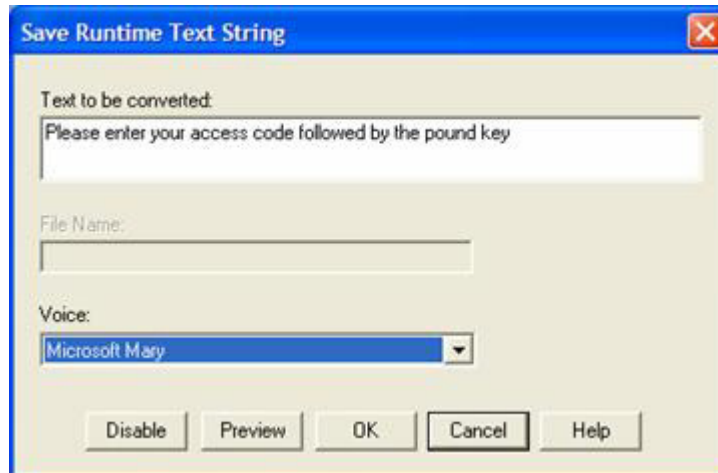 Save Runtime Text String
Text to be converted:
Please enter your access code followed by the pound key
File Name:
Voice:
Microsoft Mary
Disable Preview OK Cancel Help